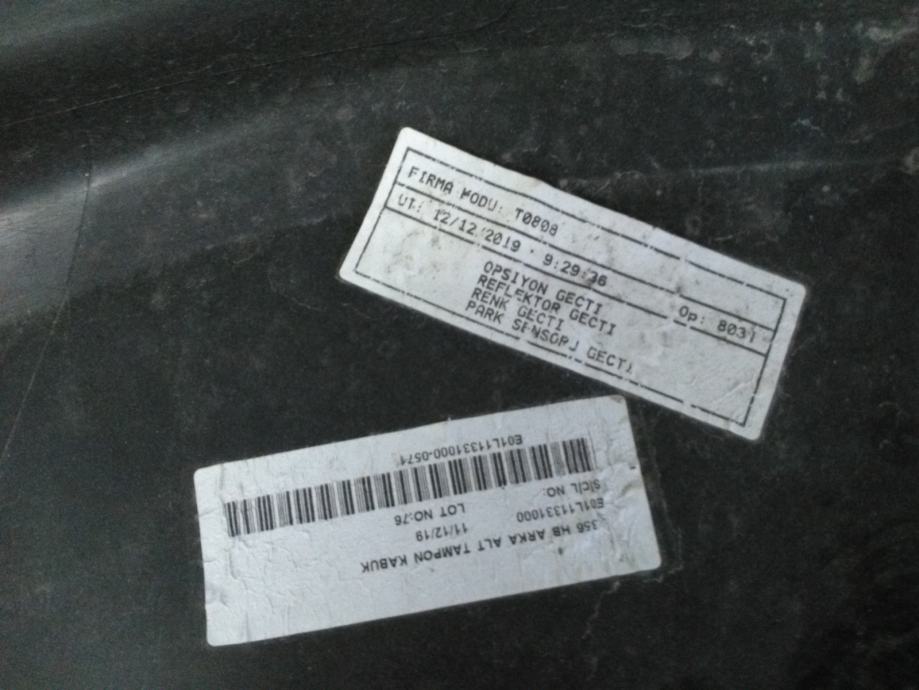 FIRMA KODU: T0808
UT: 12/12/2019 - 9:29:36 Op: 8031
OPSIYON GECTI
REFLEKTOR GECTI
RENK GECTI
PARK SENSORU GECTI
356 HB ARKA ALT TAMPON KABUK
E01L11331000 11/12/19
SICIL NO: LOT NO:76
E01L11331000-0571